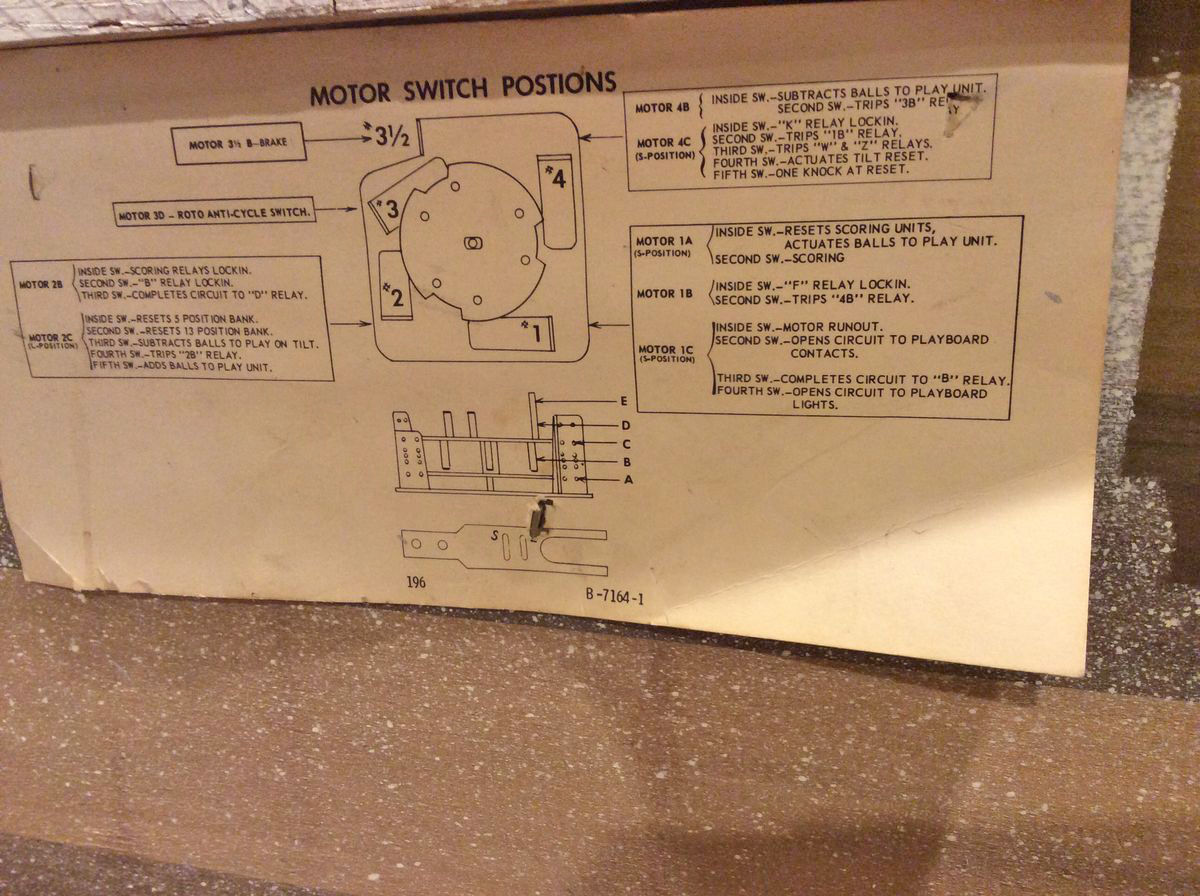 MOTOR SWITCH POSTIONS
MOTOR 3½ B-BRAKE
*3½
MOTOR 3D - ROTO ANTI-CYCLE SWITCH.
*3
*4
*2
*1
MOTOR 2B
INSIDE SW.-SCORING RELAYS LOCKIN.
SECOND SW.-"B" RELAY LOCKIN.
THIRD SW.-COMPLETES CIRCUIT TO "D" RELAY.
MOTOR 2C
(L-POSITION)
INSIDE SW.-RESETS 5 POSITION BANK.
SECOND SW.-RESETS 13 POSITION BANK.
THIRD SW.-SUBTRACTS BALLS TO PLAY ON TILT.
FOURTH SW.-TRIPS "2B" RELAY.
FIFTH SW.-ADDS BALLS TO PLAY UNIT.
MOTOR 4B
INSIDE SW.-SUBTRACTS BALLS TO PLAY UNIT.
SECOND SW.-TRIPS "3B" RELAY
MOTOR 4C
(S-POSITION)
INSIDE SW.-"K" RELAY LOCKIN.
SECOND SW.-TRIPS "1B" RELAY.
THIRD SW.-TRIPS "W" & "Z" RELAYS.
FOURTH SW.-ACTUATES TILT RESET.
FIFTH SW.-ONE KNOCK AT RESET.
MOTOR 1A
(S-POSITION)
INSIDE SW.-RESETS SCORING UNITS,
ACTUATES BALLS TO PLAY UNIT.
SECOND SW.-SCORING
MOTOR 1B
INSIDE SW.-"F" RELAY LOCKIN.
SECOND SW.-TRIPS "4B" RELAY.
MOTOR 1C
(S-POSITION)
INSIDE SW.-MOTOR RUNOUT.
SECOND SW.-OPENS CIRCUIT TO PLAYBOARD
CONTACTS.
THIRD SW.-COMPLETES CIRCUIT TO "B" RELAY.
FOURTH SW.-OPENS CIRCUIT TO PLAYBOARD
LIGHTS.
E
D
C
B
A
S
196
B-7164-1